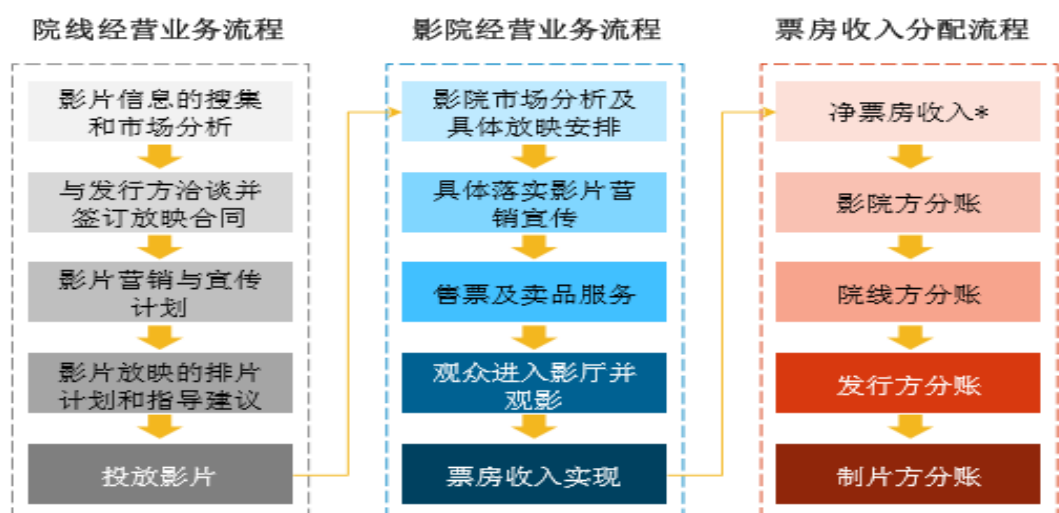 院线经营业务流程
影片信息的搜集
和市场分析
与发行方洽谈并
签订放映合同
影片营销与宣传
计划
影片放映的排片
计划和指导建议
投放影片
影院经营业务流程
影院市场分析及
具体放映安排
具体落实影片营
销宣传
售票及卖品服务
观众进入影厅并
观影
票房收入实现
票房收入分配流程
净票房收入*
影院方分账
院线方分账
发行方分账
制片方分账